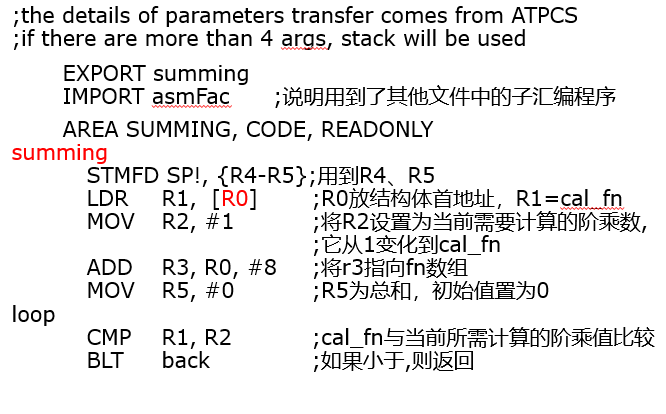 ;the details of parameters transfer comes from ATPCS
;if there are more than 4 args, stack will be used
EXPORT summing
IMPORT asmFac ;说明用到了其他文件中的子汇编程序
AREA SUMMING, CODE, READONLY
summing
STMFD SP!, {R4-R5};用到R4、R5
LDR R1, [R0] ;R0放结构体首地址，R1=cal_fn
MOV R2, #1 ;将R2设置为当前需要计算的阶乘数,
;它从1变化到cal_fn
ADD R3, R0, #8 ;将r3指向fn数组
MOV R5, #0 ;R5为总和，初始值置为0
loop
CMP R1, R2 ;cal_fn与当前所需计算的阶乘值比较
BLT back ;如果小于,则返回